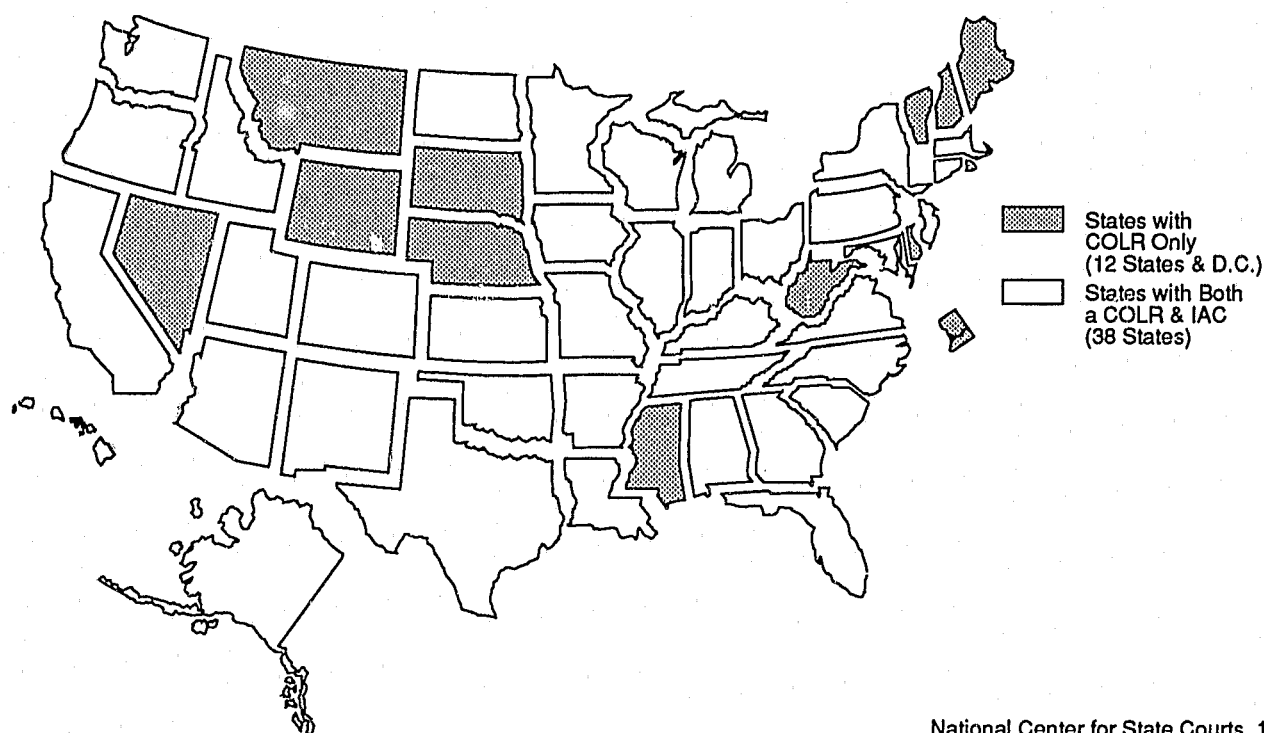 States with
COLR Only
(12 States & D.C.)
States with Both
a COLR & IAC
(38 States)
National Center for State Courts, 1